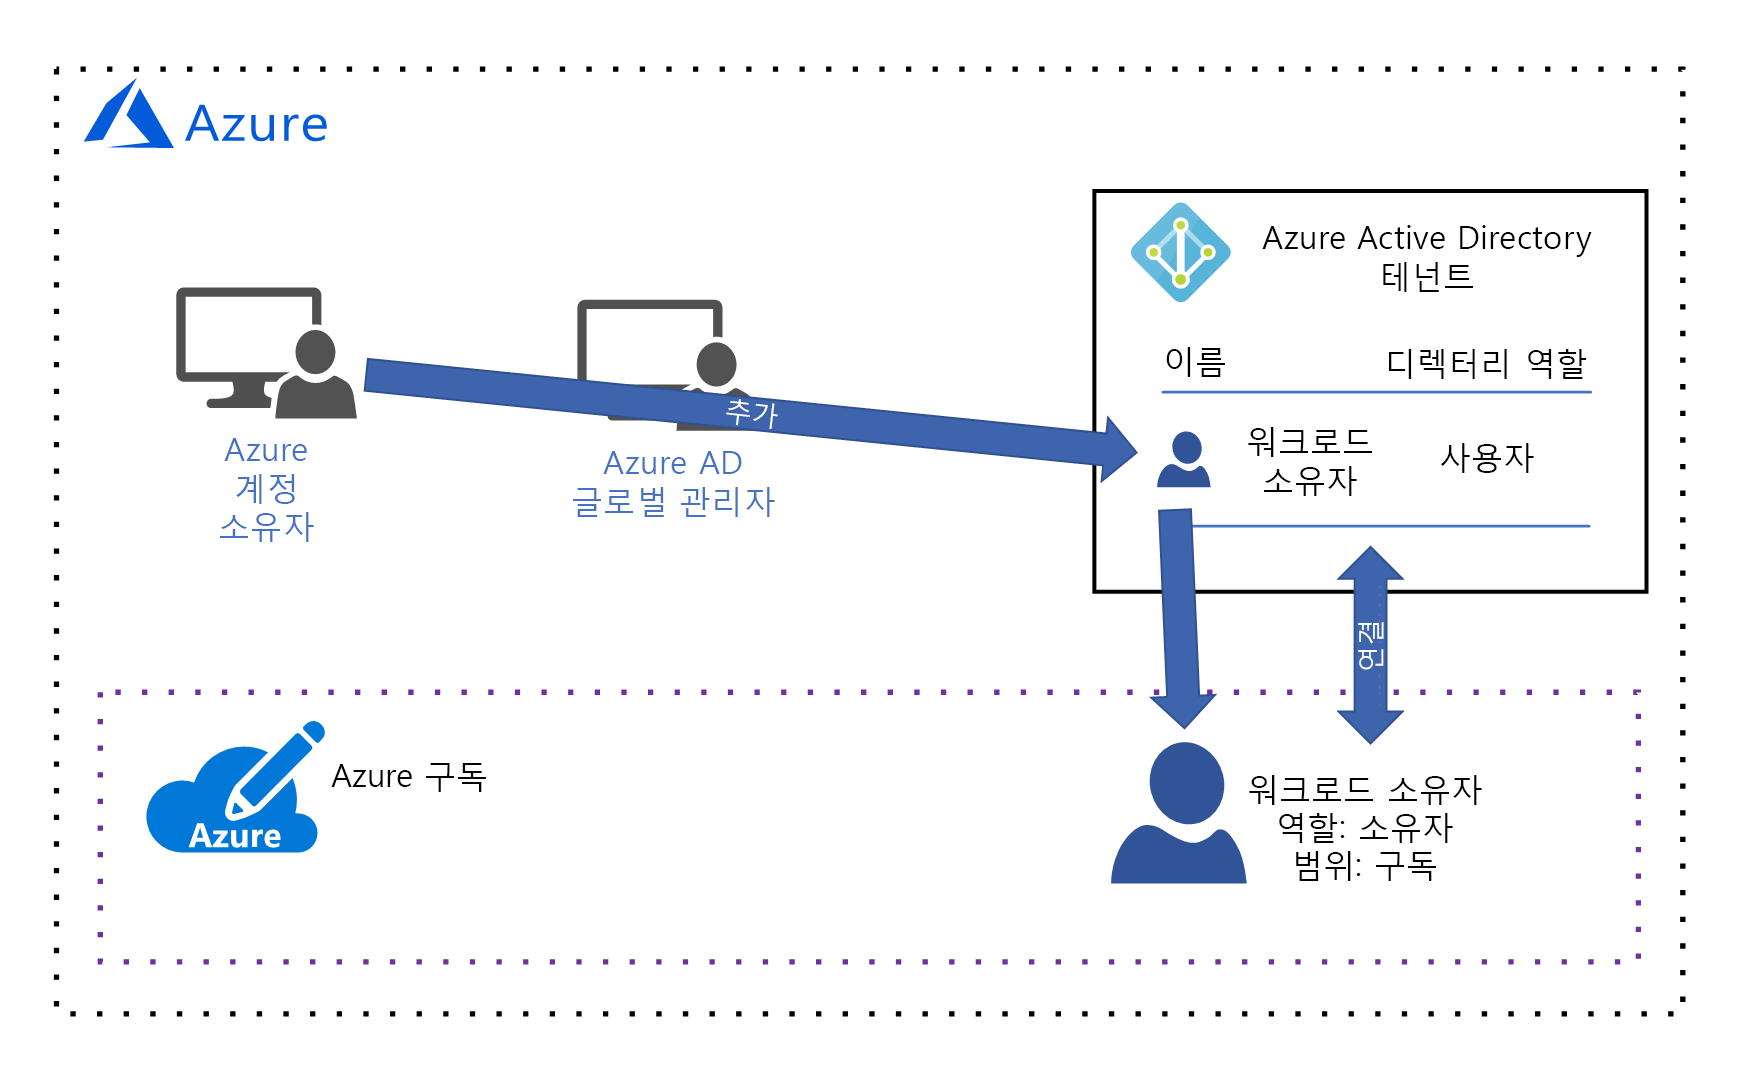 Azure
Azure Active Directory
테넌트
이름
디렉터리 역할
워크로드
소유자
사용자
추가
Azure
계정
소유자
Azure AD
글로벌 관리자
연결
Azure
Azure 구독
워크로드 소유자
역할: 소유자
범위: 구독